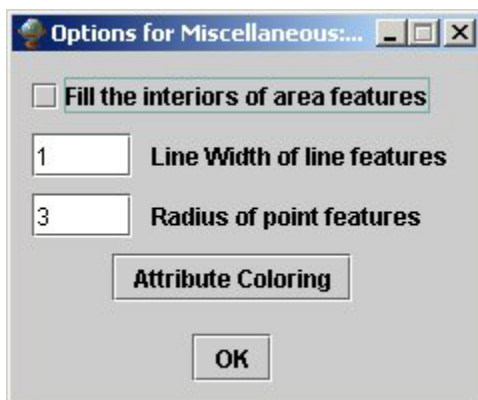 Options for Miscellaneous:...
Fill the interiors of area features
1 Line Width of line features
3 Radius of point features
Attribute Coloring
OK